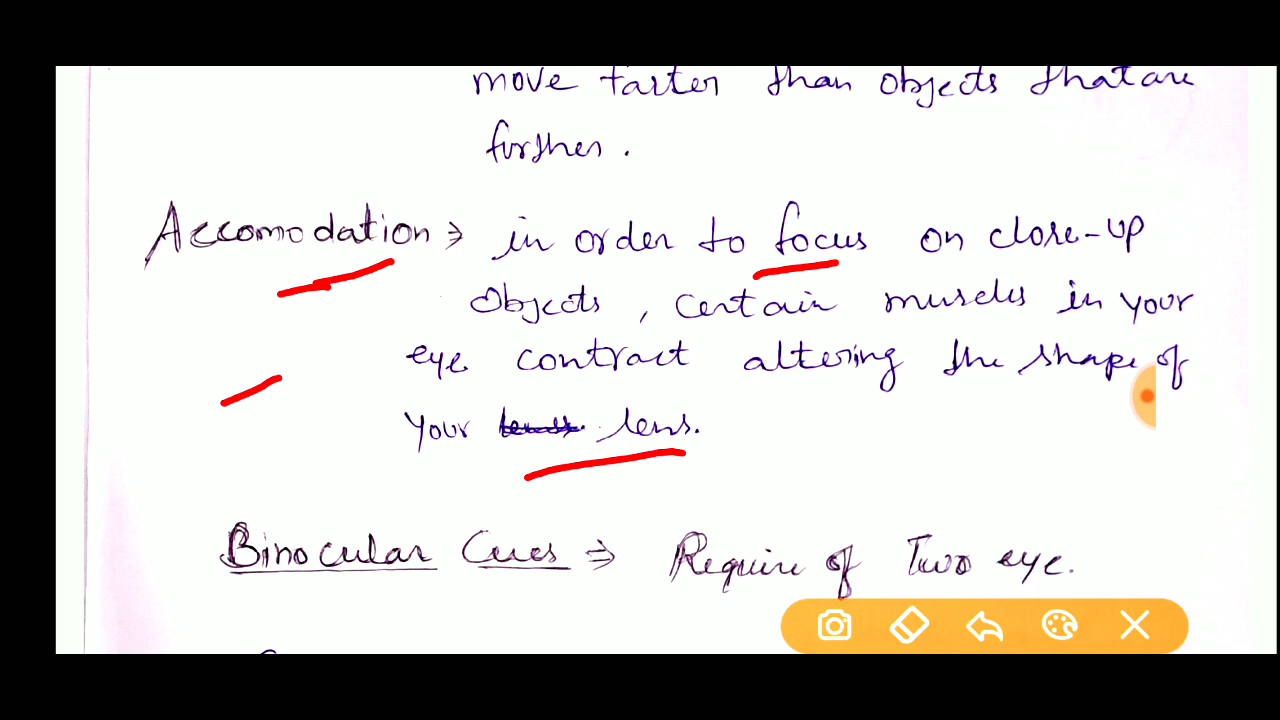 move faster than objects that are
further.
Accomodation ⇒ in order to focus on close-up
objects, certain muscles in your
eye contract altering the shape of
your lens.
Binocular Cues ⇒ Require of Two eye.